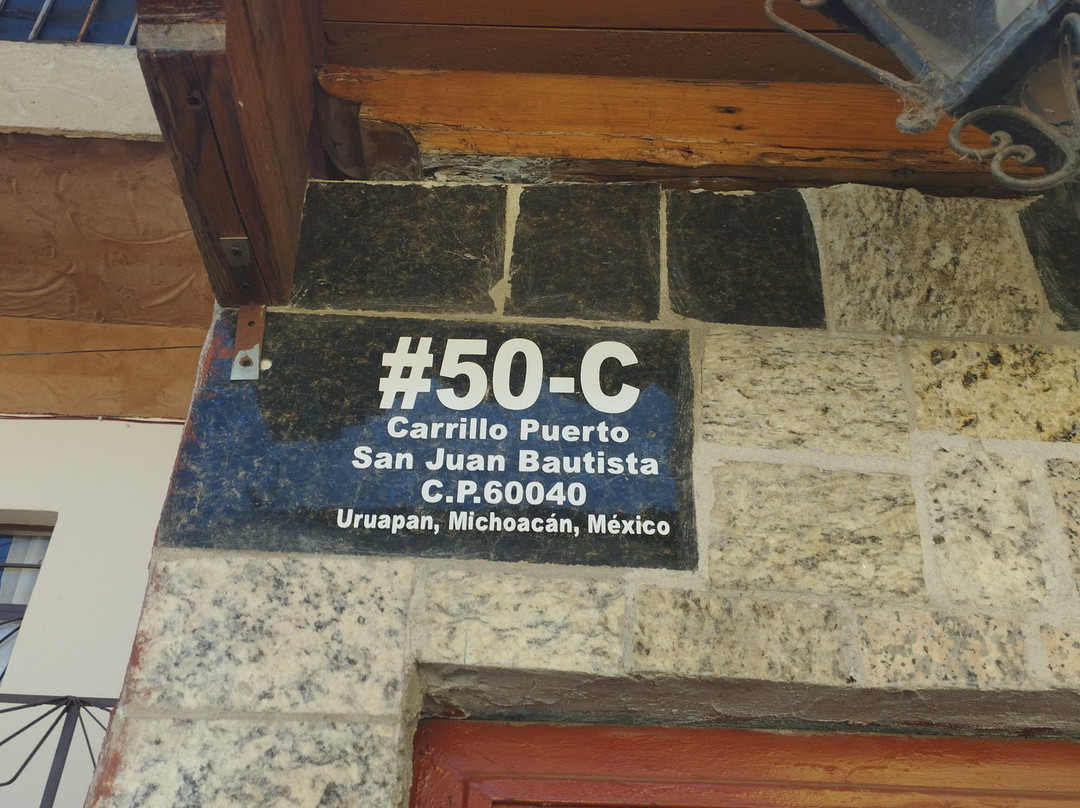 #50-C
Carrillo Puerto
San Juan Bautista
C.P.60040
Uruapan, Michoacán, México